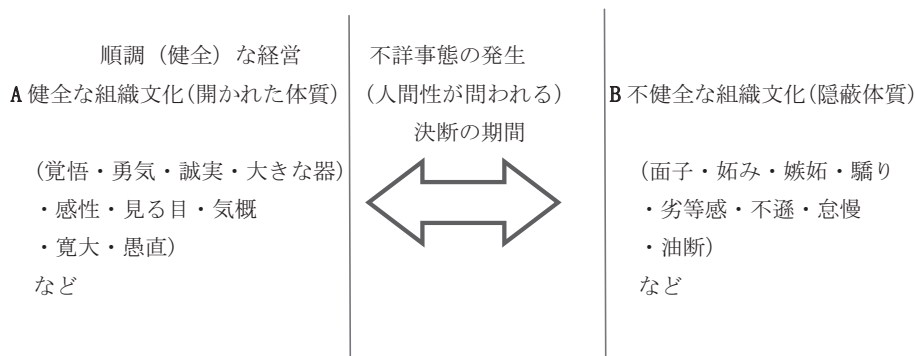 順調（健全）な経営
A 健全な組織文化(開かれた体質)
（覚悟・勇気・誠実・大きな器）
・感性・見る目・気概
・寛大・愚直）
など
不詳事態の発生
（人間性が問われる）
決断の期間
B 不健全な組織文化(隠蔽体質)
（面子・妬み・嫉妬・驕り
・劣等感・不遜・怠慢
・油断）
など